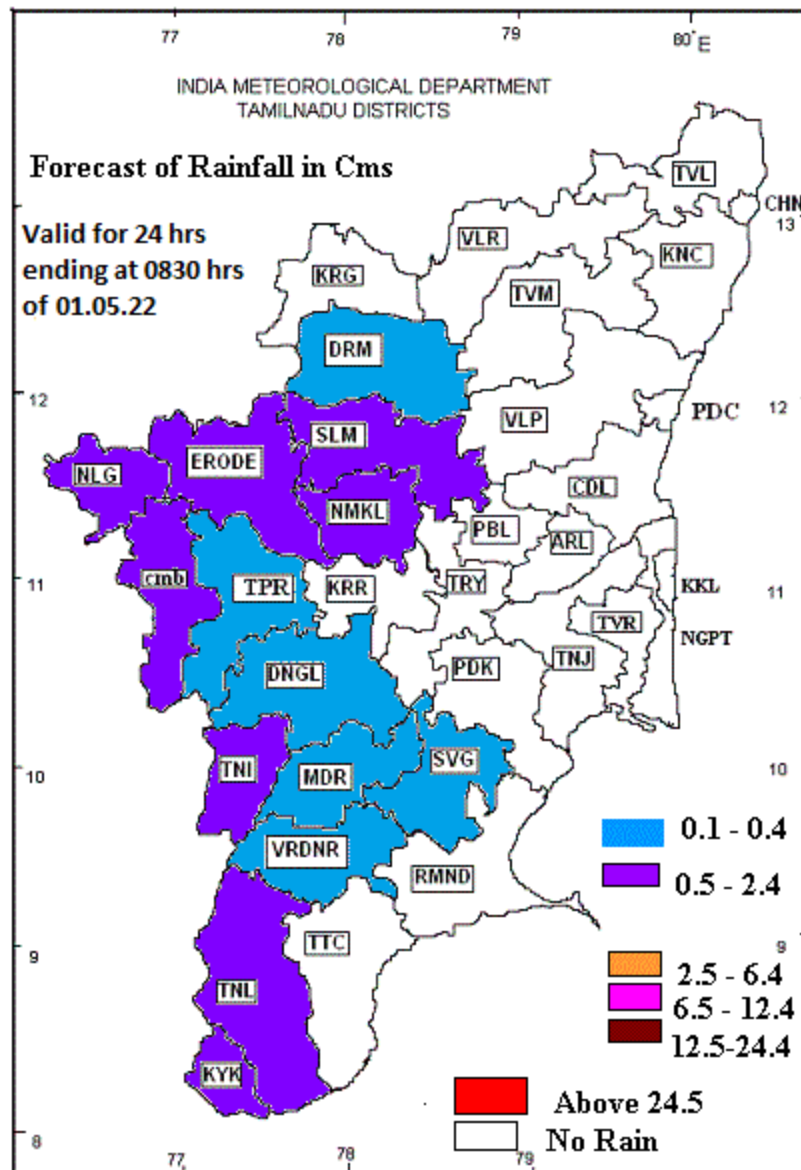 77 78 79 80°E
INDIA METEOROLOGICAL DEPARTMENT
TAMILNADU DISTRICTS
Forecast of Rainfall in Cms
TVL
CHN
13
Valid for 24 hrs
ending at 0830 hrs
of 01.05.22
VLR
KNC
KRG
TVM
DRM
12
12
PDC
VLP
SLM
ERODE
NLG
CDL
NMKL
PBL
ARL
cmb
11
TPR
KRR
TRY
KKL
11
TVR
NGPT
DNGL
PDK
TNJ
10
TNI
MDR
SVG
10
0.1 - 0.4
VRDNR
RMND
0.5 - 2.4
9
TTC
9
2.5 - 6.4
TNL
6.5 - 12.4
12.5-24.4
KYK
Above 24.5
No Rain
8
77 78 79